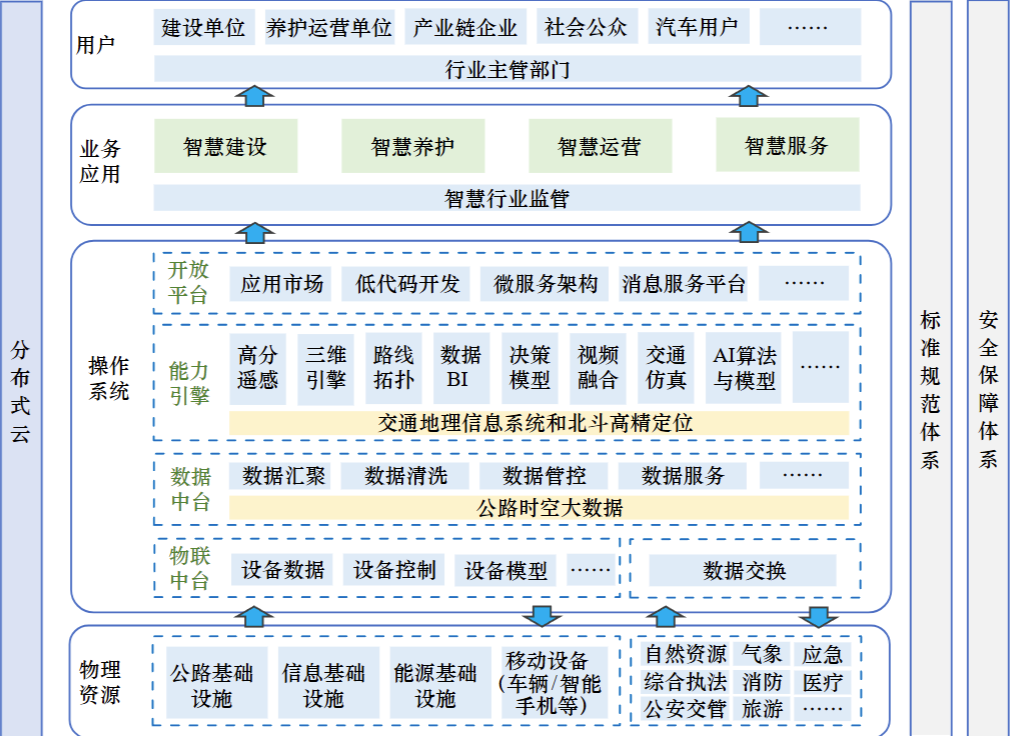 用户
建设单位
养护运营单位
产业链企业
社会公众
汽车用户
……
行业主管部门
业务
应用
智慧建设
智慧养护
智慧运营
智慧服务
智慧行业监管
操作
系统
开放
平台
应用市场
低代码开发
微服务架构
消息服务平台
……
能力
引擎
高分
遥感
三维
引擎
路线
拓扑
数据
BI
决策
模型
视频
融合
交通
仿真
AI算法
与模型
……
交通地理信息系统和北斗高精定位
数据
中台
数据汇聚
数据清洗
数据管控
数据服务
……
公路时空大数据
物联
中台
设备数据
设备控制
设备模型
……
数据交换
物理
资源
公路基础
设施
信息基础
设施
能源基础
设施
移动设备
(车辆/智能
手机等)
自然资源
气象
应急
综合执法
消防
医疗
公安交管
旅游
……
分布式云
标准规范体系
安全保障体系